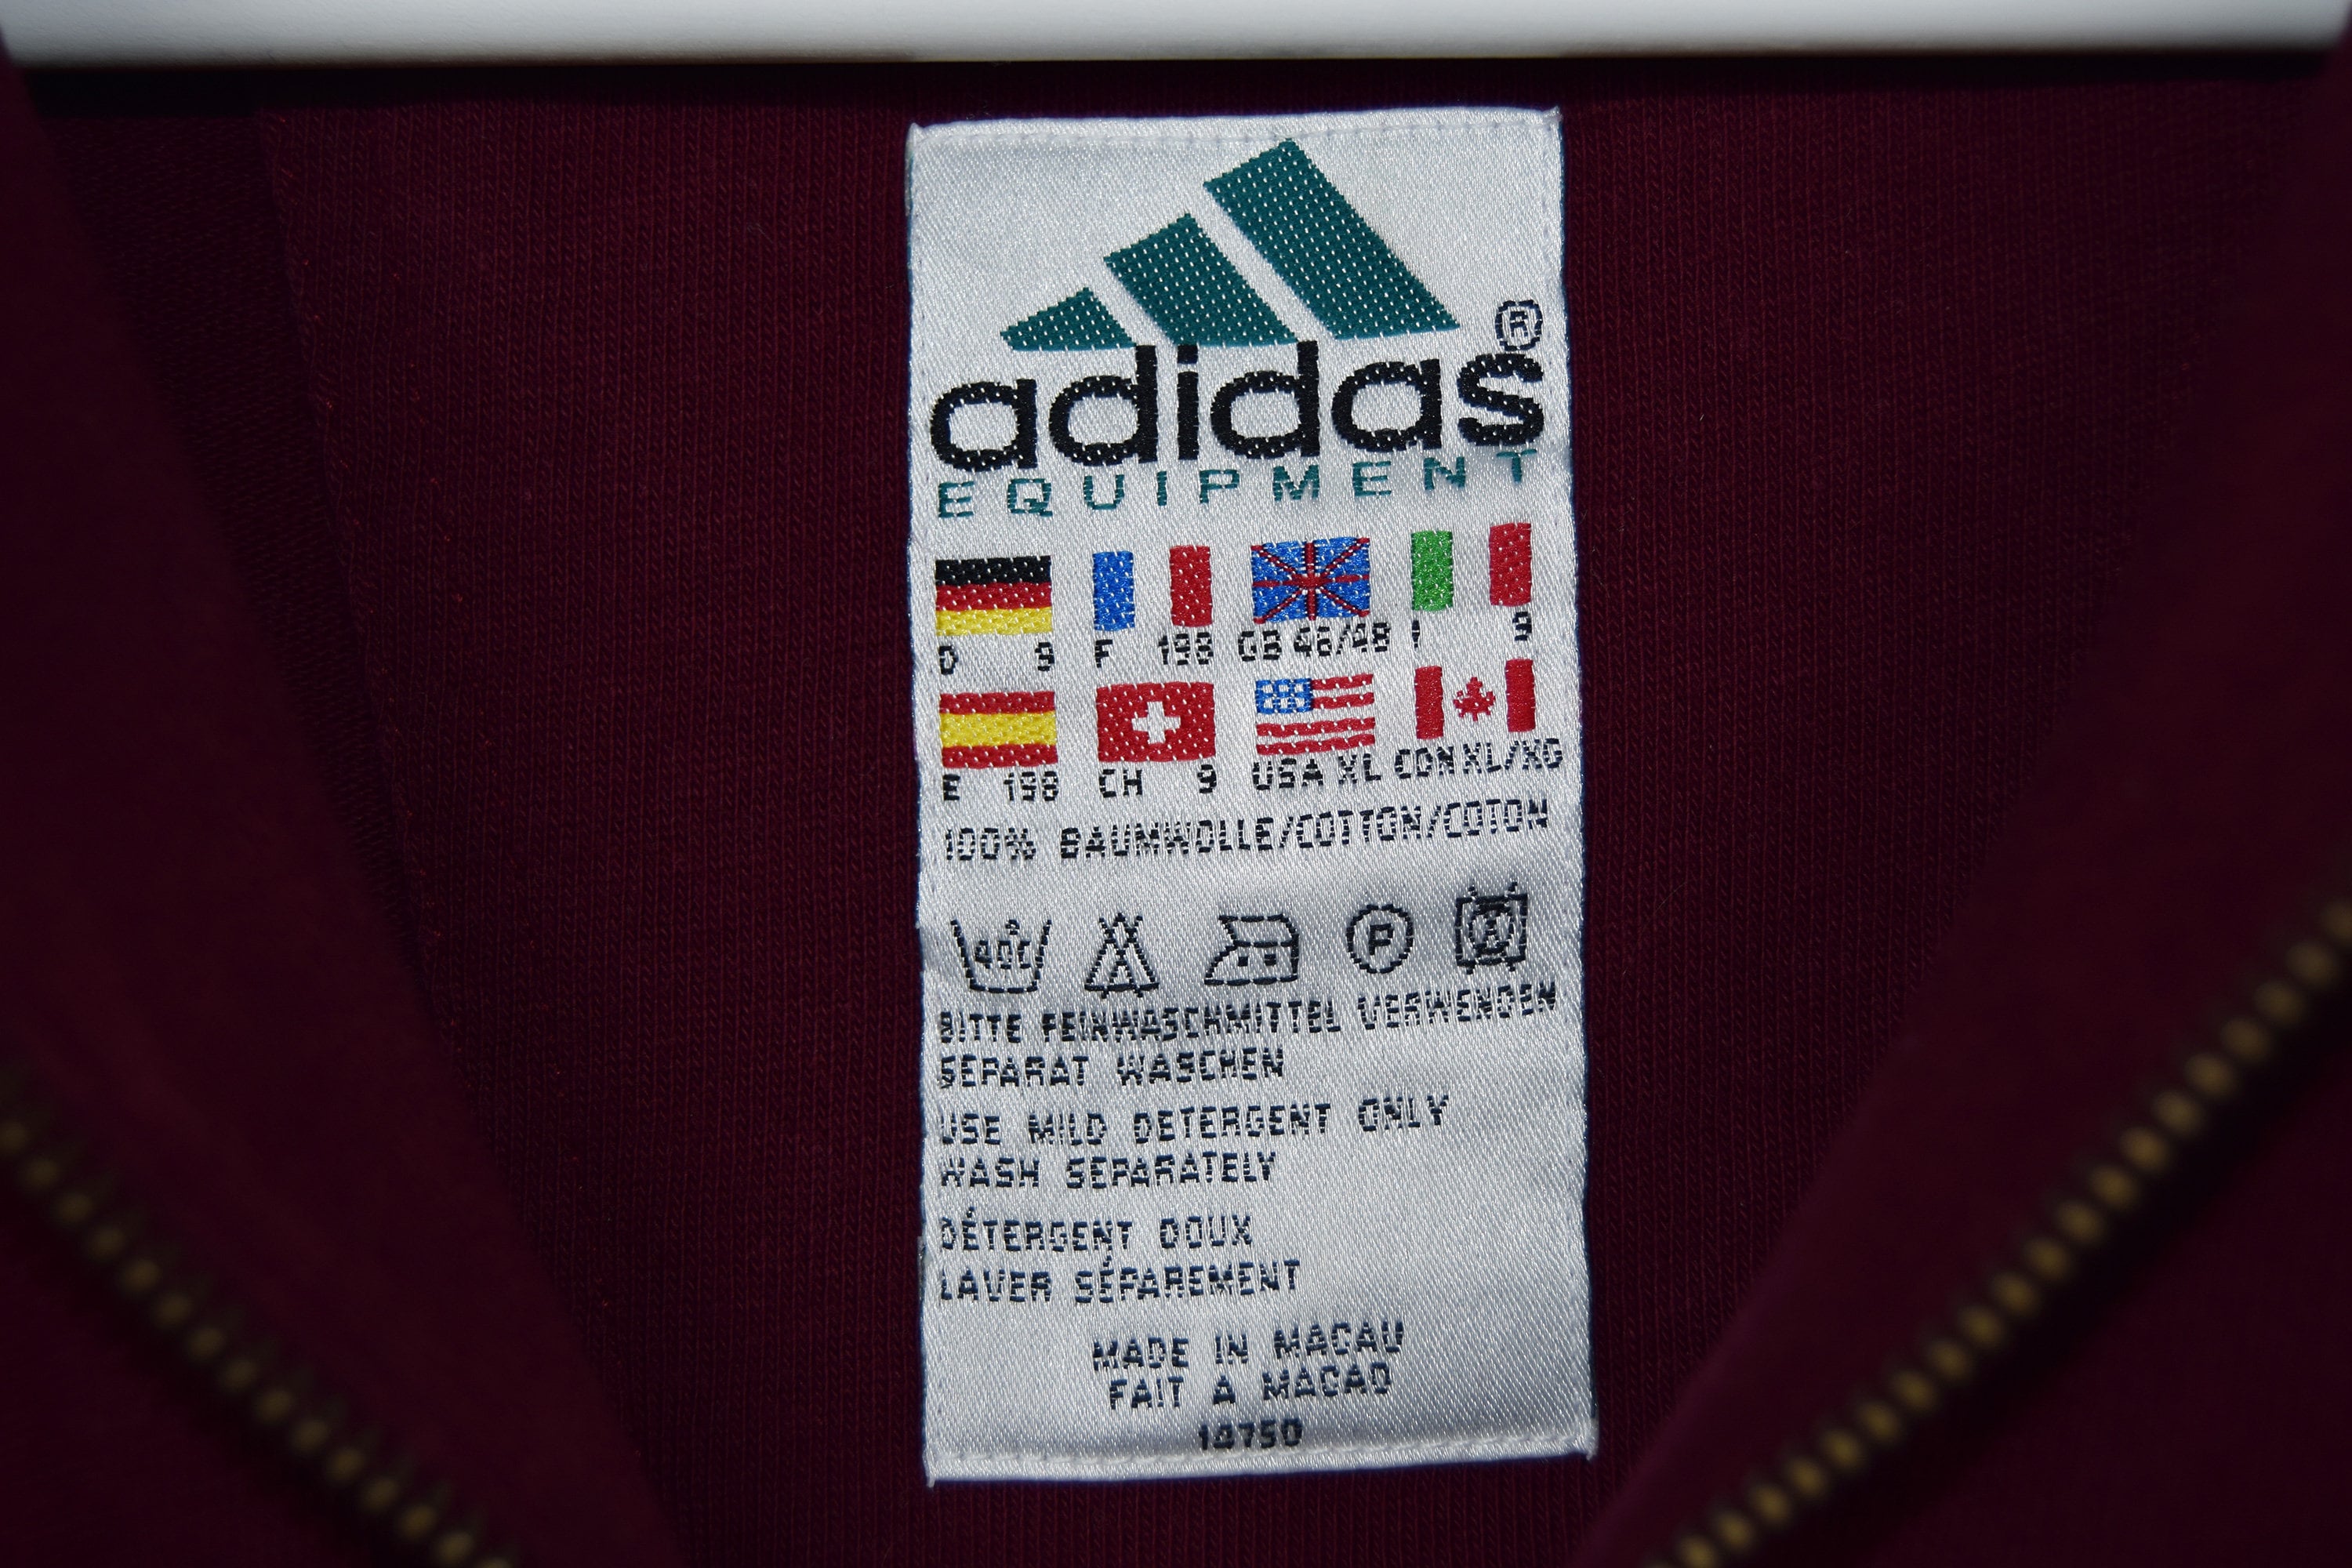 adidas®
EQUIPMENT
D 9 F 198 GB 46/48 I 9
E 198 CH 9 USA XL CDN XL/XG
100% BAUMWOLLE/COTTON/COTON
40C A P
BITTE FEINWASCHMITTEL VERWENDEN
SEPARAT WASCHEN
USE MILD DETERGENT ONLY
WASH SEPARATELY
DÉTERGENT DOUX
LAVER SÉPAREMENT
MADE IN MACAU
FAIT A MACAO
14750